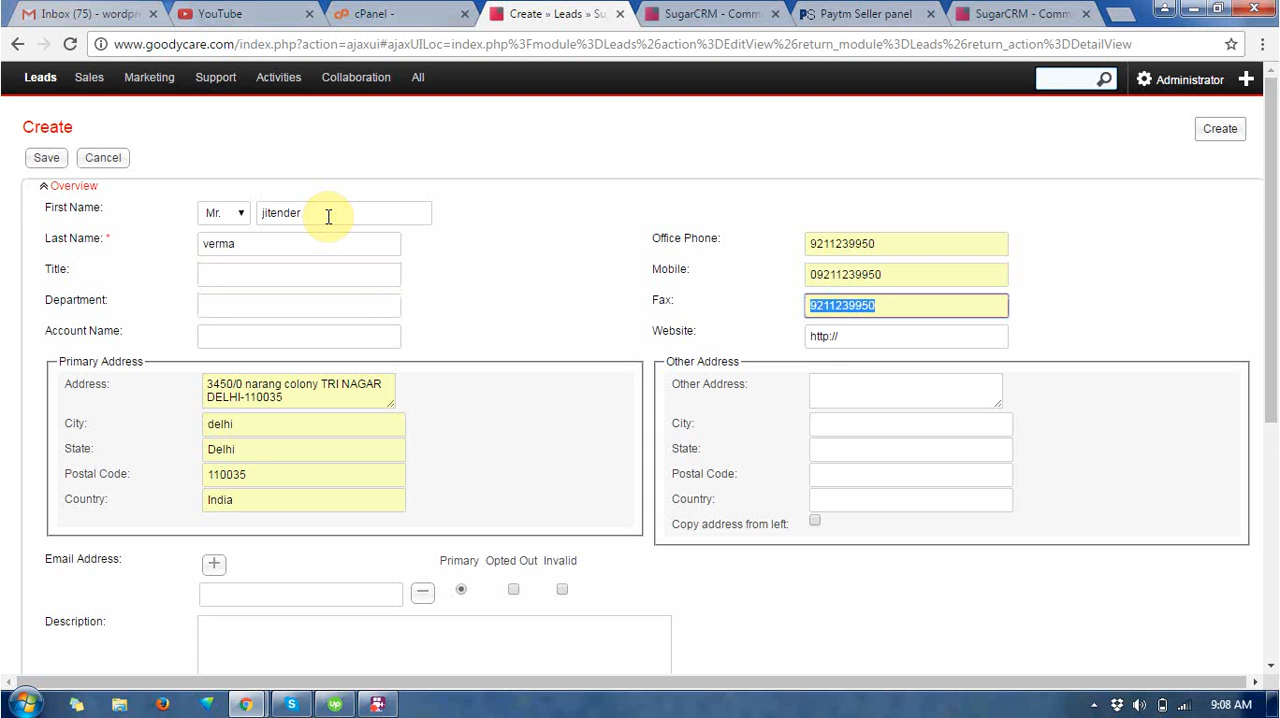 Inbox (75) - wordpr
YouTube
cPanel -
Create » Leads » Su
SugarCRM - Comm
Paytm Seller panel
SugarCRM - Comm
www.goodycare.com/index.php?action=ajaxui#ajaxUILoc=index.php%3Fmodule%3DLeads%26action%3DEditView%26return_module%3DLeads%26return_action%3DDetailView
Leads Sales Marketing Support Activities Collaboration All
Administrator
Create
Create
Save Cancel
Overview
First Name: Mr. jitender
Last Name: * verma
Office Phone: 9211239950
Title:
Mobile: 09211239950
Department:
Fax: 9211239950
Account Name:
Website: http://
Primary Address
Address: 3450/0 narang colony TRI NAGAR
DELHI-110035
City: delhi
State: Delhi
Postal Code: 110035
Country: India
Other Address
Other Address:
City:
State:
Postal Code:
Country:
Copy address from left:
Email Address:
Primary Opted Out Invalid
Description:
9:08 AM